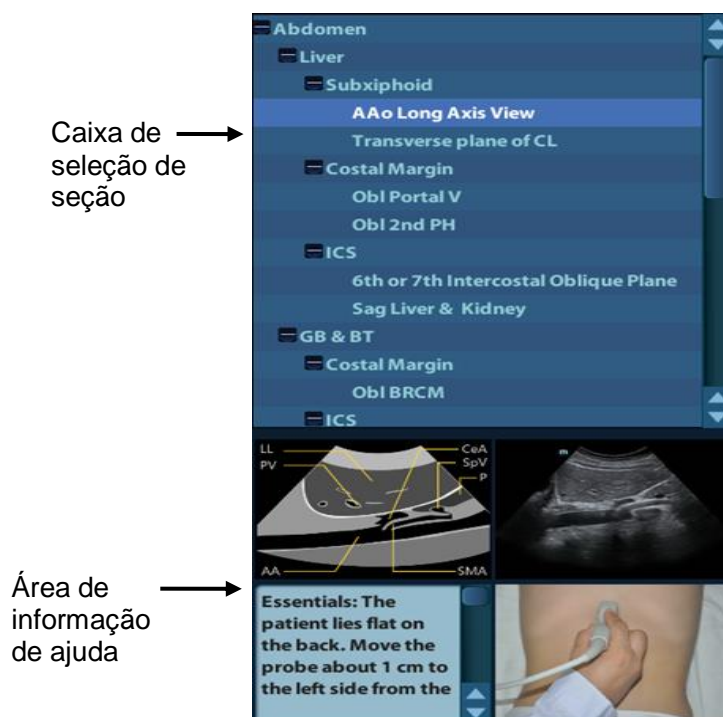 Abdomen
Liver
Subxiphoid
AAo Long Axis View
Transverse plane of CL
Costal Margin
Obl Portal V
Obl 2nd PH
ICS
6th or 7th Intercostal Oblique Plane
Sag Liver & Kidney
GB & BT
Costal Margin
Obl BRCM
ICS
Caixa de
seleção de
seção
LL
PV
CeA
SpV
P
AA
SMA
m
Área de
informação
de ajuda
Essentials: The
patient lies flat on
the back. Move the
probe about 1 cm to
the left side from the